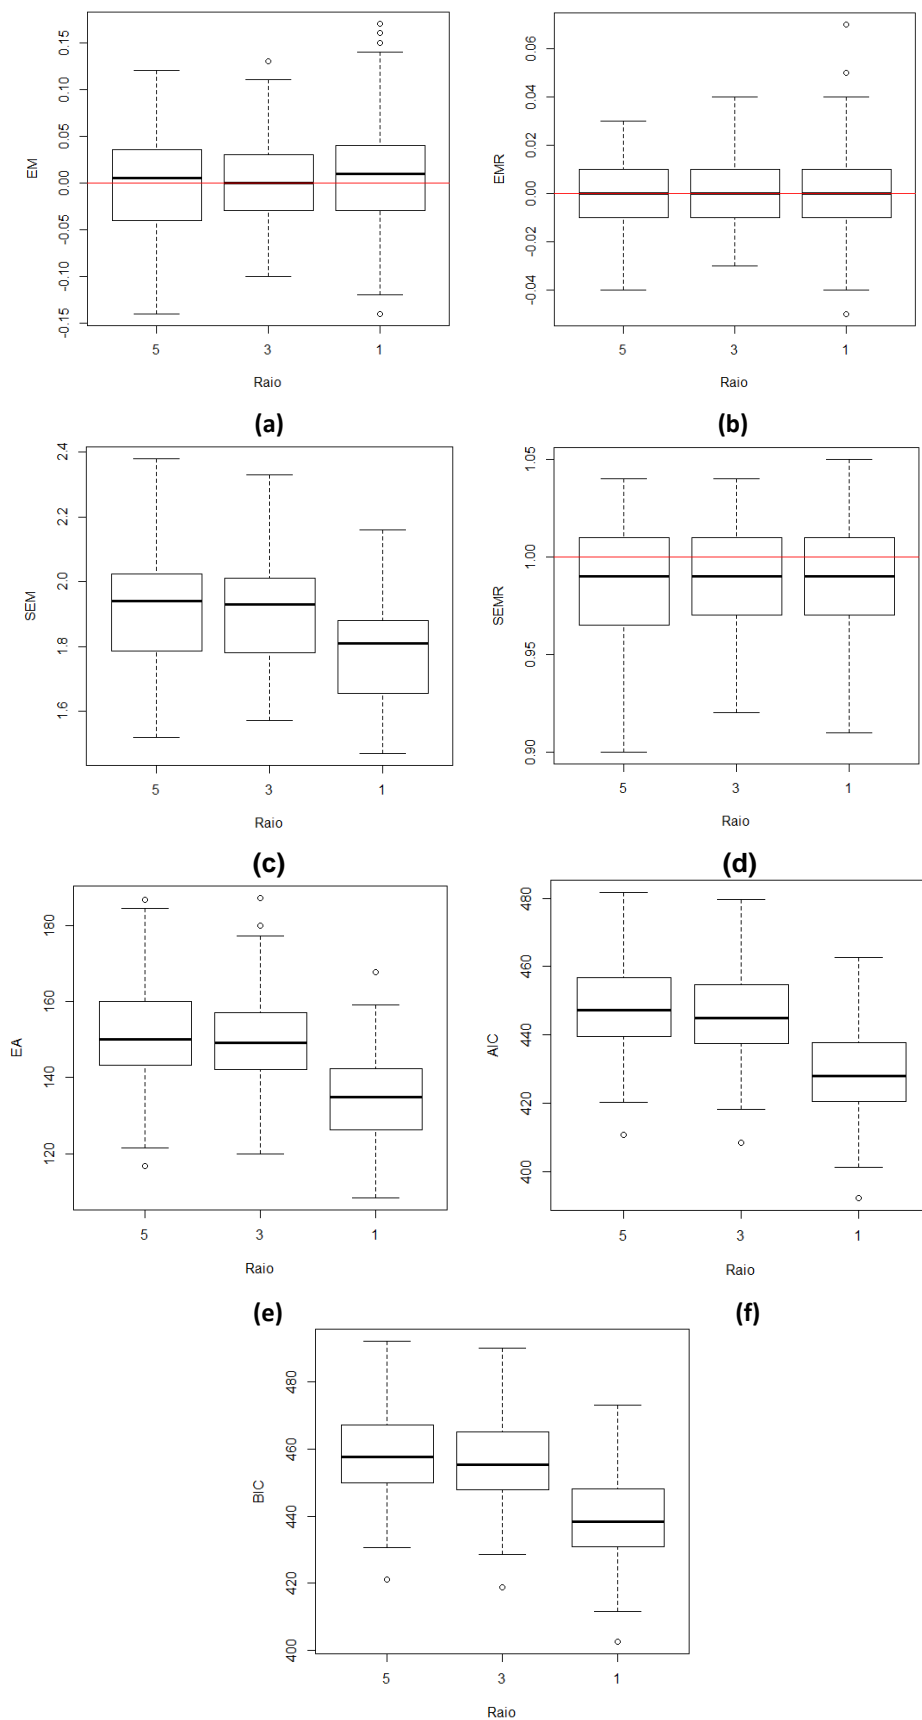 EM
0.15
0.10
0.05
0.00
-0.05
-0.10
-0.15
5 3 1
Raio
(a)
EMR
0.06
0.04
0.02
0.00
-0.02
-0.04
5 3 1
Raio
(b)
SEM
2.4
2.2
2.0
1.8
1.6
5 3 1
Raio
(c)
SEMR
1.05
1.00
0.95
0.90
5 3 1
Raio
(d)
EA
180
160
140
120
5 3 1
Raio
(e)
AIC
480
460
440
420
400
5 3 1
Raio
(f)
BIC
480
460
440
420
400
5 3 1
Raio